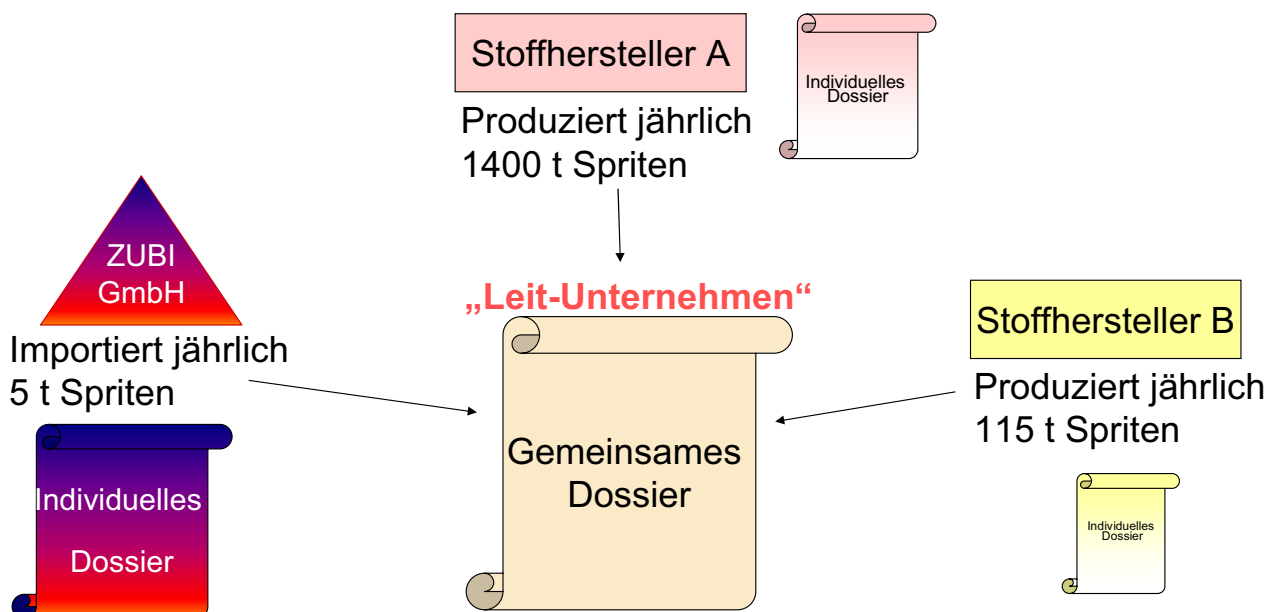 Stoffhersteller A
Individuelles
Dossier
Produziert jährlich
1400 t Spriten
ZUBI
GmbH
Importiert jährlich
5 t Spriten
Individuelles
Dossier
„Leit-Unternehmen“
Gemeinsames
Dossier
Stoffhersteller B
Produziert jährlich
115 t Spriten
Individuelles
Dossier